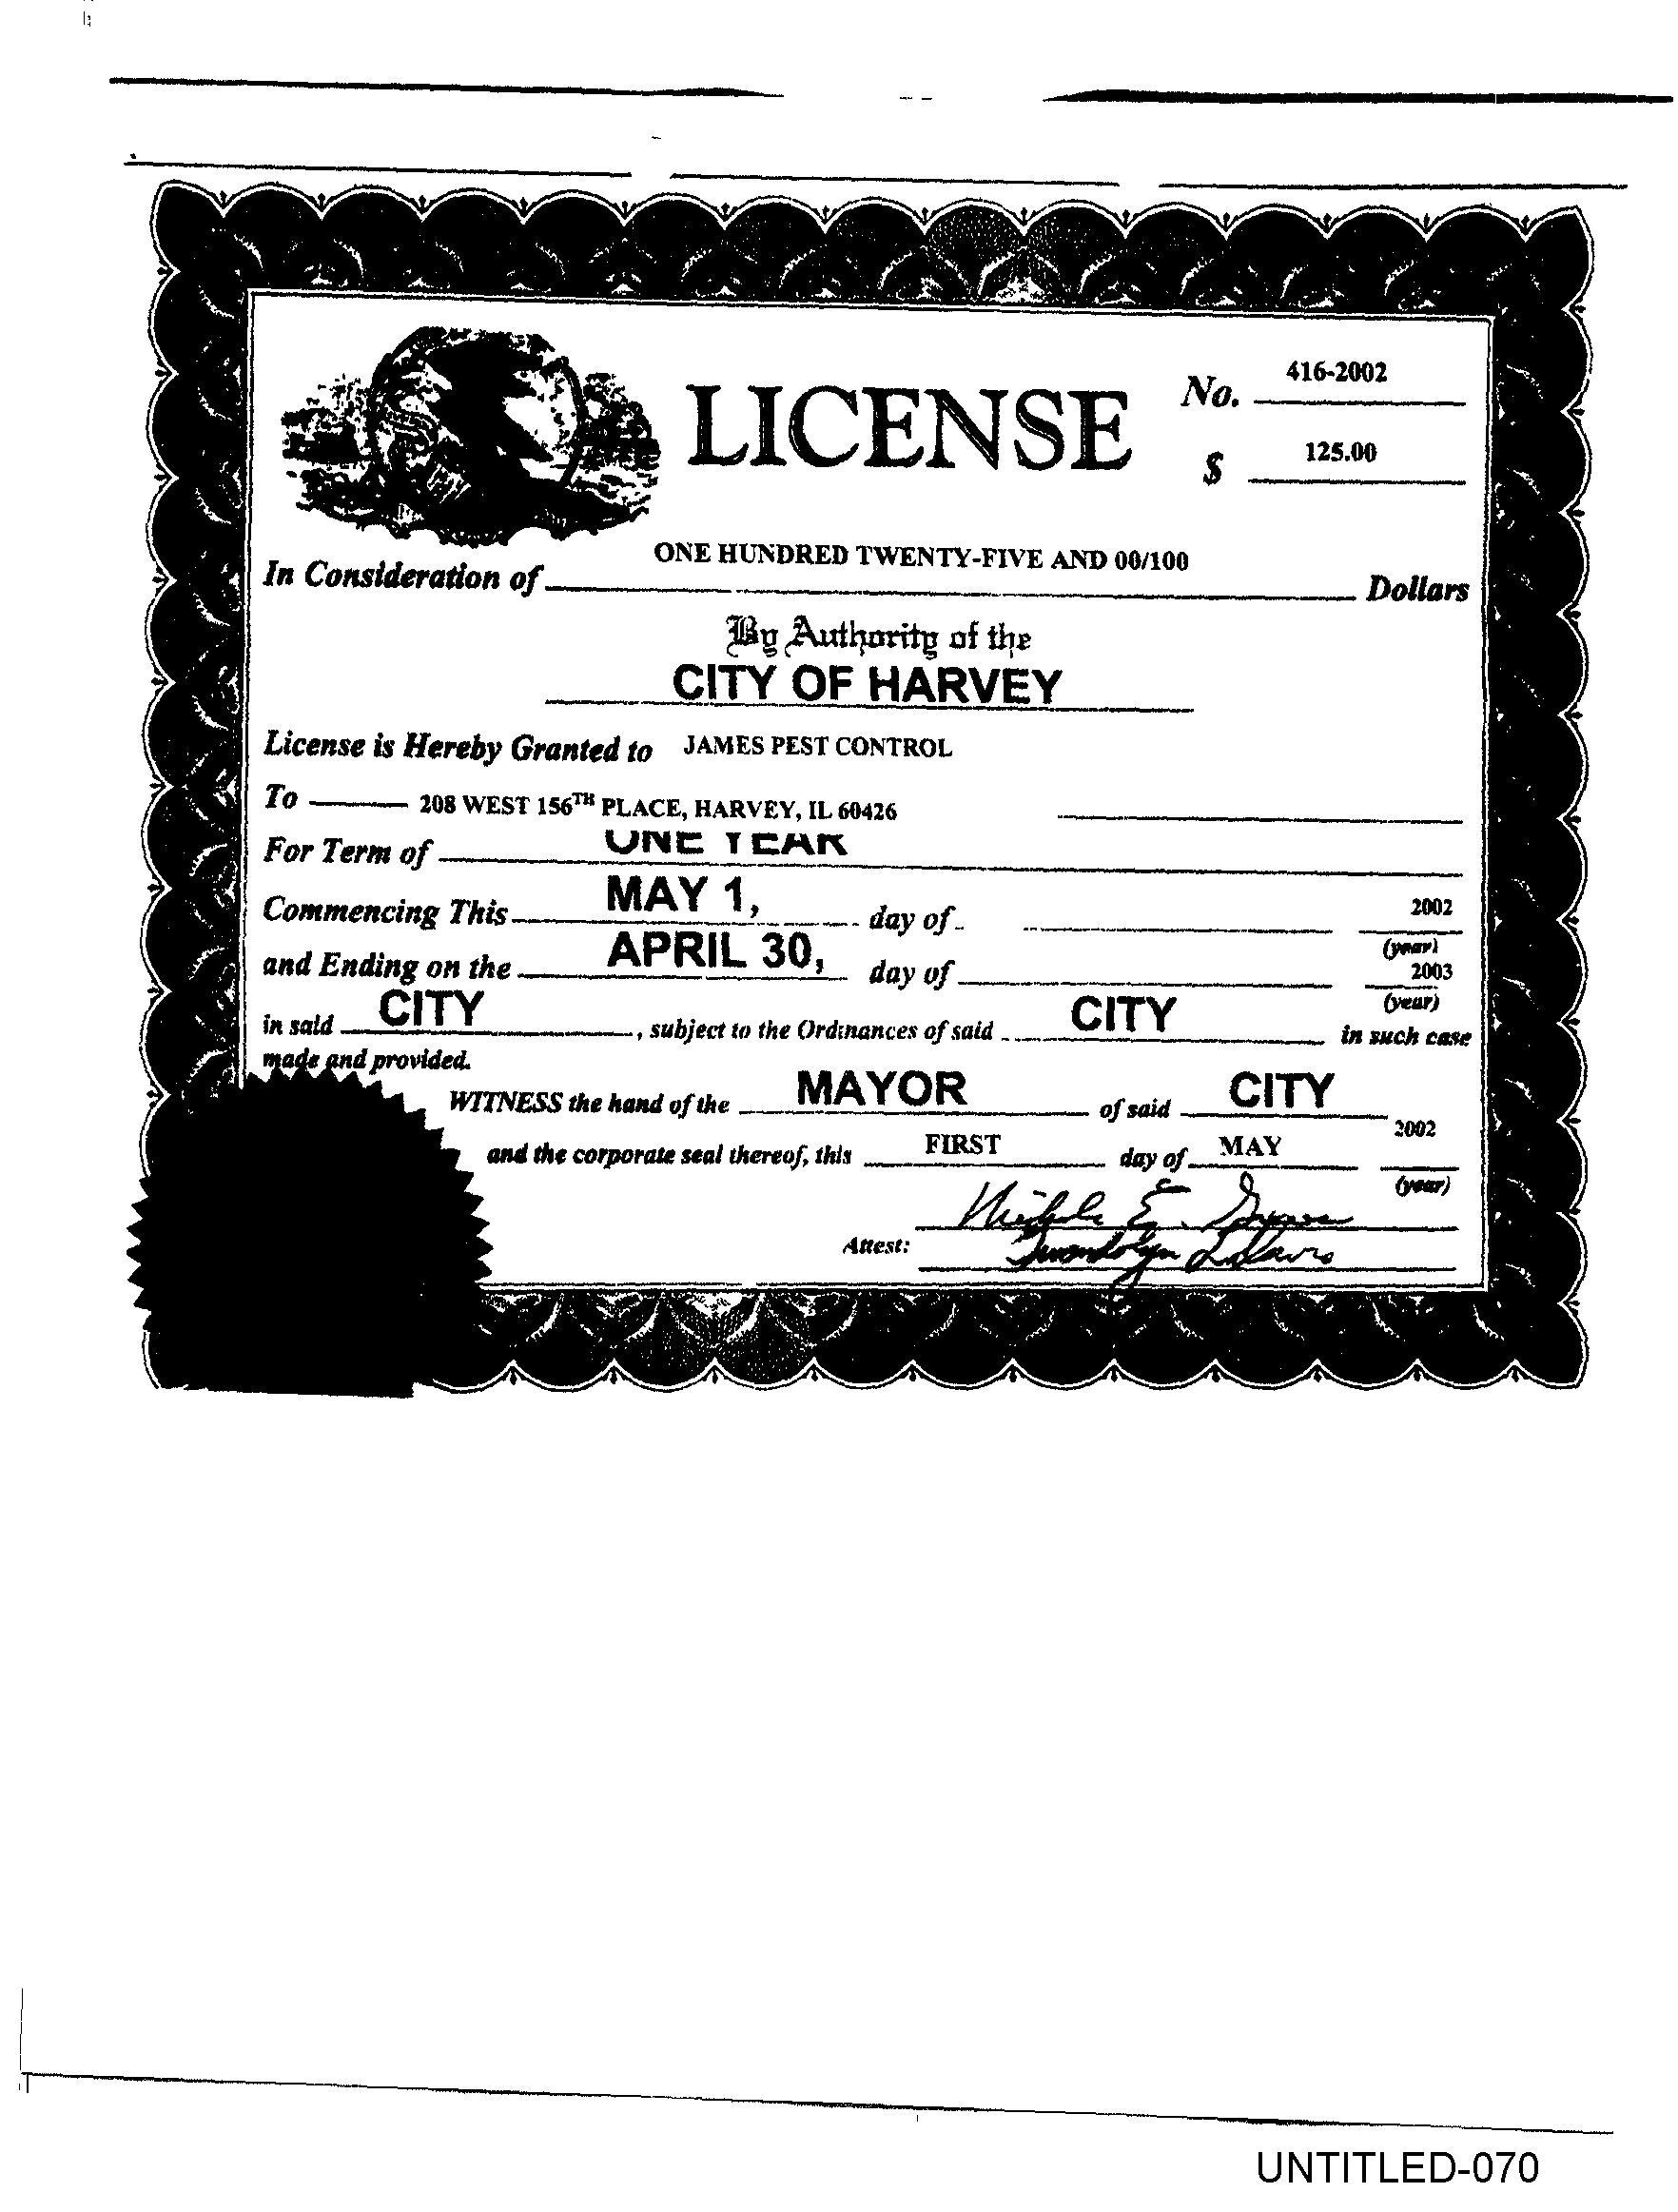 LICENSE
No. 416-2002
$ 125.00
In Consideration of ONE HUNDRED TWENTY-FIVE AND 00/100 Dollars
By Authority of the
CITY OF HARVEY
License is Hereby Granted to JAMES PEST CONTROL
To 208 WEST 156TH PLACE, HARVEY, IL 60426
For Term of ONE YEAR
Commencing This MAY 1, day of 2002
(year)
and Ending on the APRIL 30, day of 2003
(year)
in said CITY, subject to the Ordinances of said CITY in such case
made and provided.
WITNESS the hand of the MAYOR of said CITY
and the corporate seal thereof, this FIRST day of MAY 2002
(year)
E.
Attest: Gwendolyn
UNTITLED-070